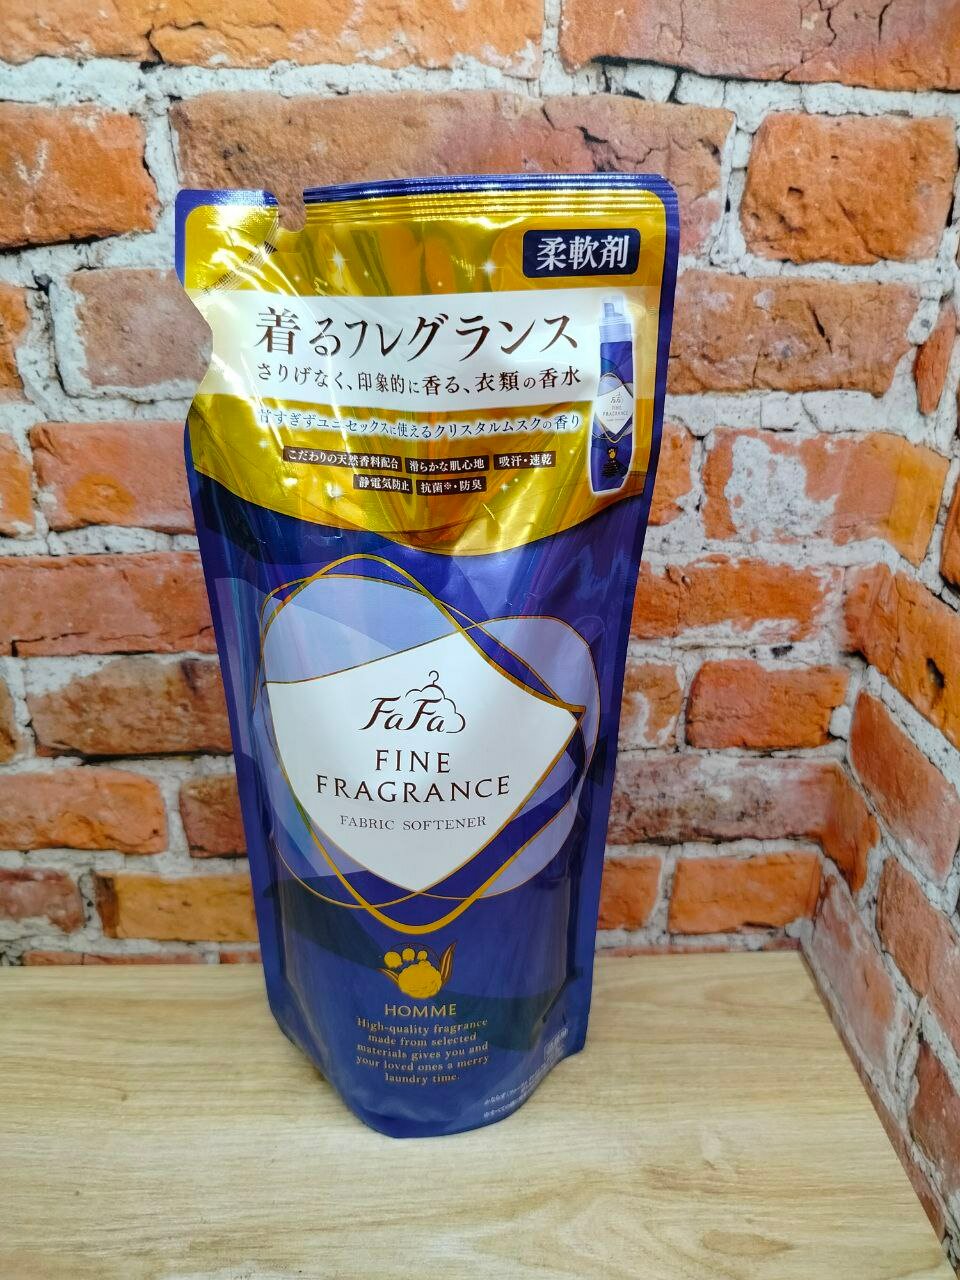 柔軟剤
着るフレグランス
さりげなく、印象的に香る、衣類の香水
甘すぎずユニセックスに使えるクリスタルムスクの香り
こだわりの天然香料配合 滑らかな肌心地 吸汗・速乾
静電気防止 抗菌※・防臭
FaFa
FINE
FRAGRANCE
FaFa
FINE
FRAGRANCE
FABRIC SOFTENER
HOMME
High-quality fragrance
made from selected
materials gives you and
your loved ones a merry
laundry time.